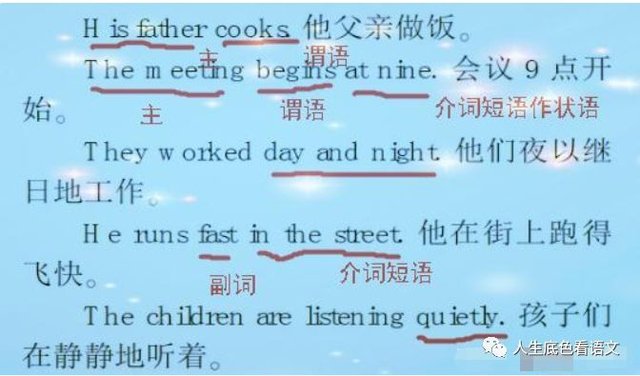 His father cooks. 他父亲做饭。
主 谓语
The meeting begins at nine. 会议 9 点开
始。 主 谓语 介词短语作状语
They worked day and night. 他们夜以继
日地工作。
He runs fast in the street. 他在街上跑得
飞快。 副词 介词短语
The children are listening quietly. 孩子们
在静静地听着。 人生底色看语文